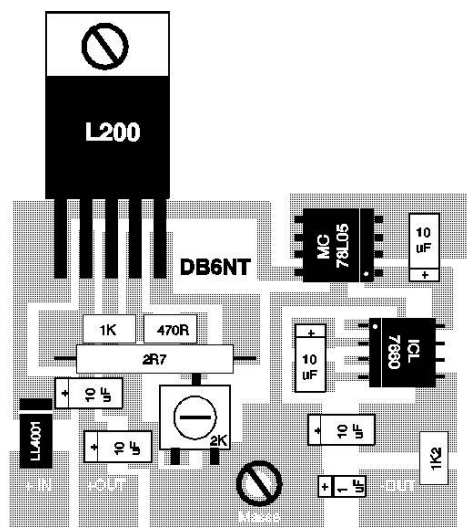 L200
MC
78L05
10
uF
DB6NT
1K
470R
10
uF
ICL
7660
2R7
10
uF
2K
LL4001
10
uF
10
uF
1K2
+IN
+OUT
1
uF
-OUT
Masse